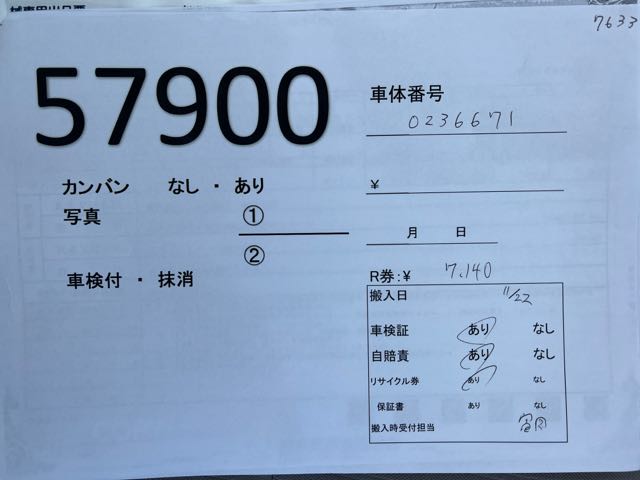 7633
57900
車体番号
0236671
カンバン なし ・ あり
¥
写真 ①
②
月 日
車検付 ・ 抹消
R券:¥ 7.140
搬入日 11/22
車検証 あり なし
自賠責 あり なし
リサイクル券 あり なし
保証書 あり なし
搬入時受付担当